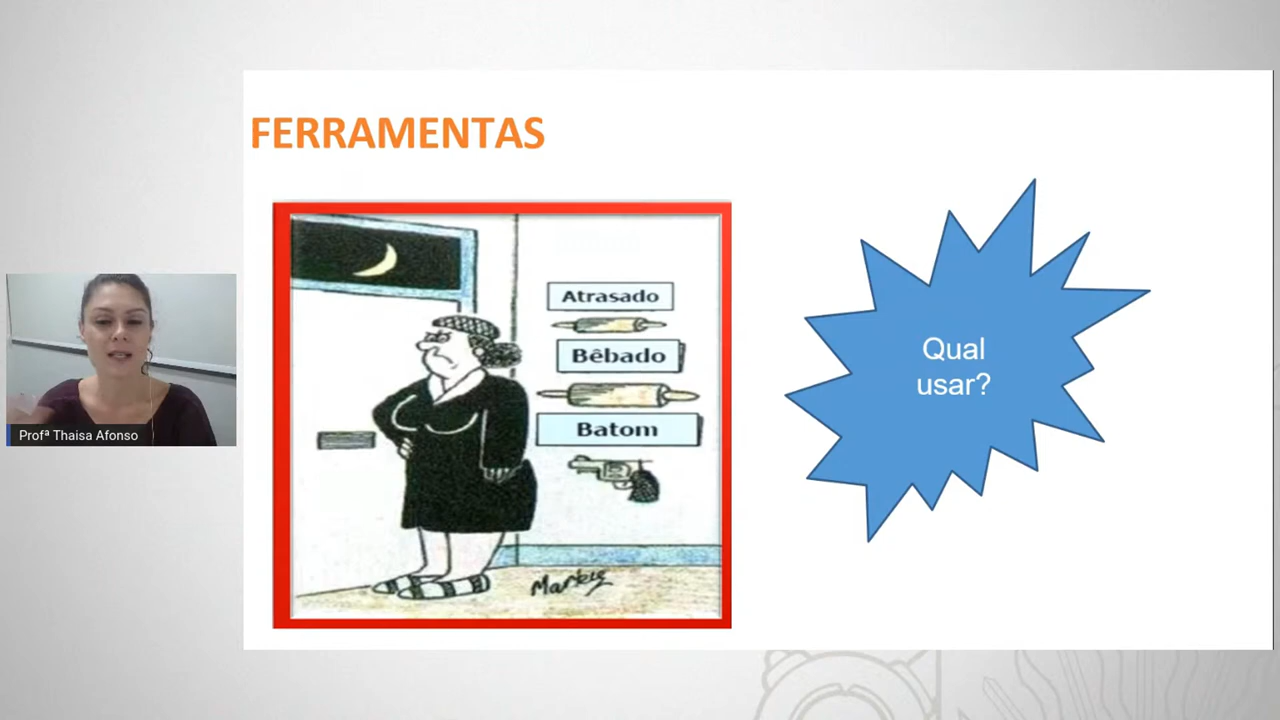 FERRAMENTAS
Atrasado
Bêbado
Batom
Qual
usar?
Profª Thaisa Afonso